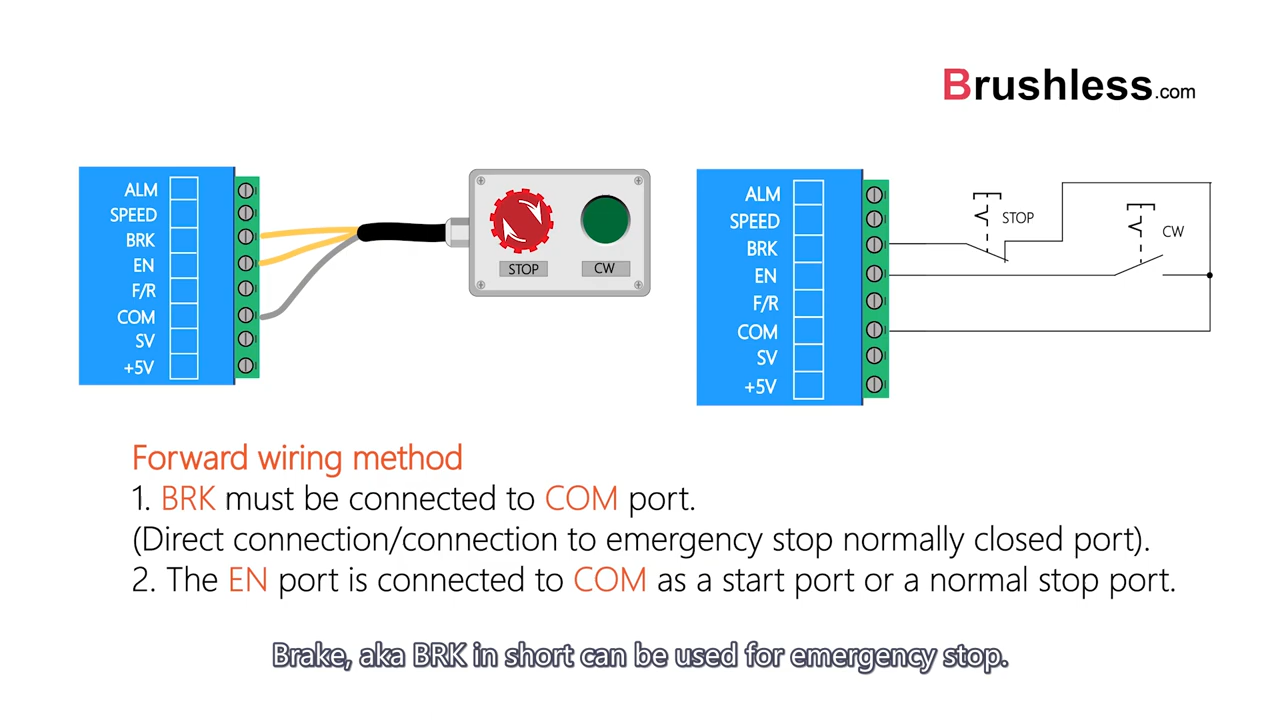 Brushless.com
ALM
SPEED
BRK
EN
F/R
COM
SV
+5V
STOP
CW
ALM
SPEED
BRK
EN
F/R
COM
SV
+5V
STOP
CW
Forward wiring method
1. BRK must be connected to COM port.
(Direct connection/connection to emergency stop normally closed port).
2. The EN port is connected to COM as a start port or a normal stop port.
Brake, aka BRK in short can be used for emergency stop.